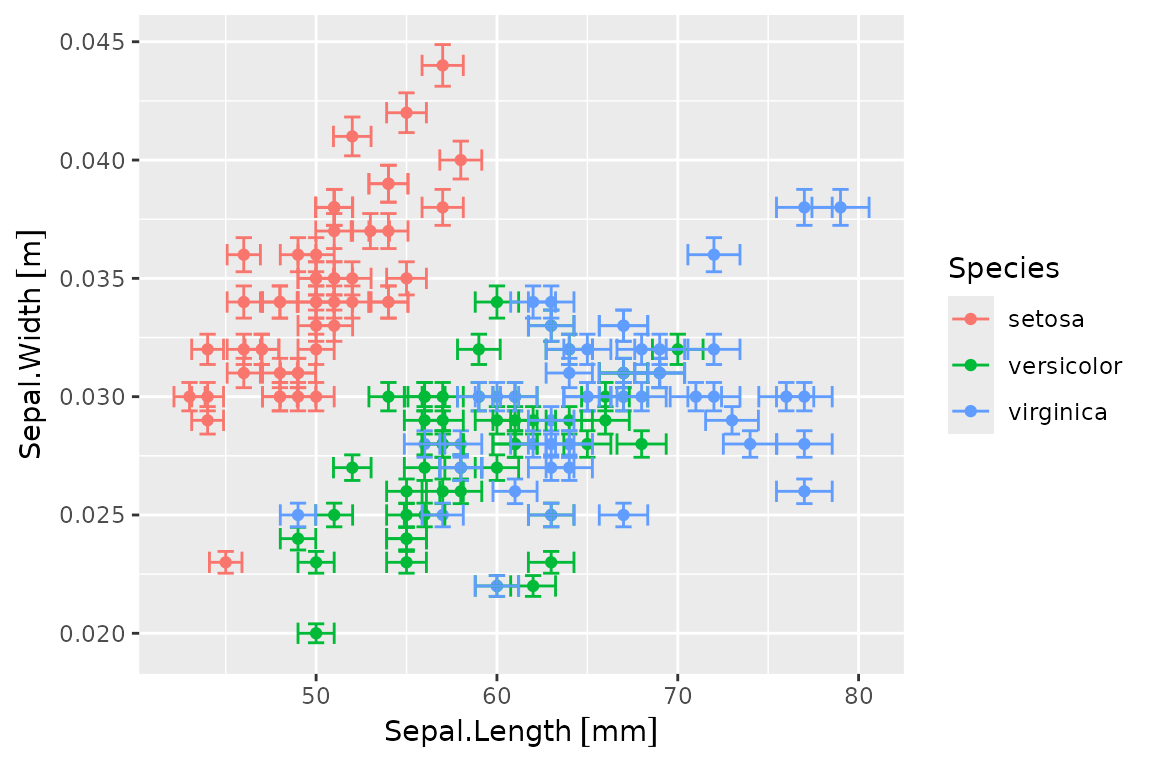 0.045
0.040
0.035
0.030
0.025
0.020
Sepal.Width [m]
50 60 70 80
Sepal.Length [mm]
Species
setosa
versicolor
virginica